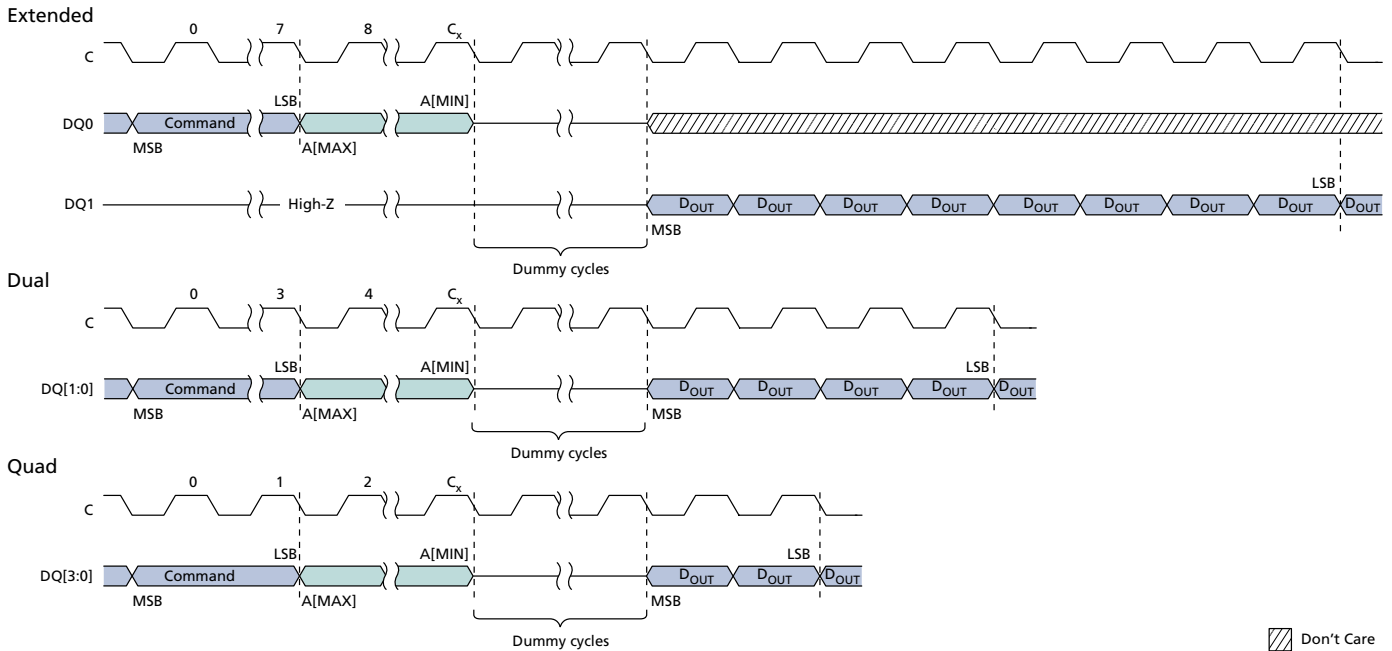 Extended
0 7 8 Cx
C
LSB A[MIN]
DQ0 Command
MSB A[MAX]
LSB
DQ1 High-Z DOUT DOUT DOUT DOUT DOUT DOUT DOUT DOUT DOUT
MSB
Dummy cycles
Dual
0 3 4 Cx
C
LSB A[MIN] LSB
DQ[1:0] Command DOUT DOUT DOUT DOUT DOUT
MSB A[MAX] MSB
Dummy cycles
Quad
0 1 2 Cx
C
LSB A[MIN] LSB
DQ[3:0] Command DOUT DOUT DOUT
MSB A[MAX] MSB
Dummy cycles
Don't Care